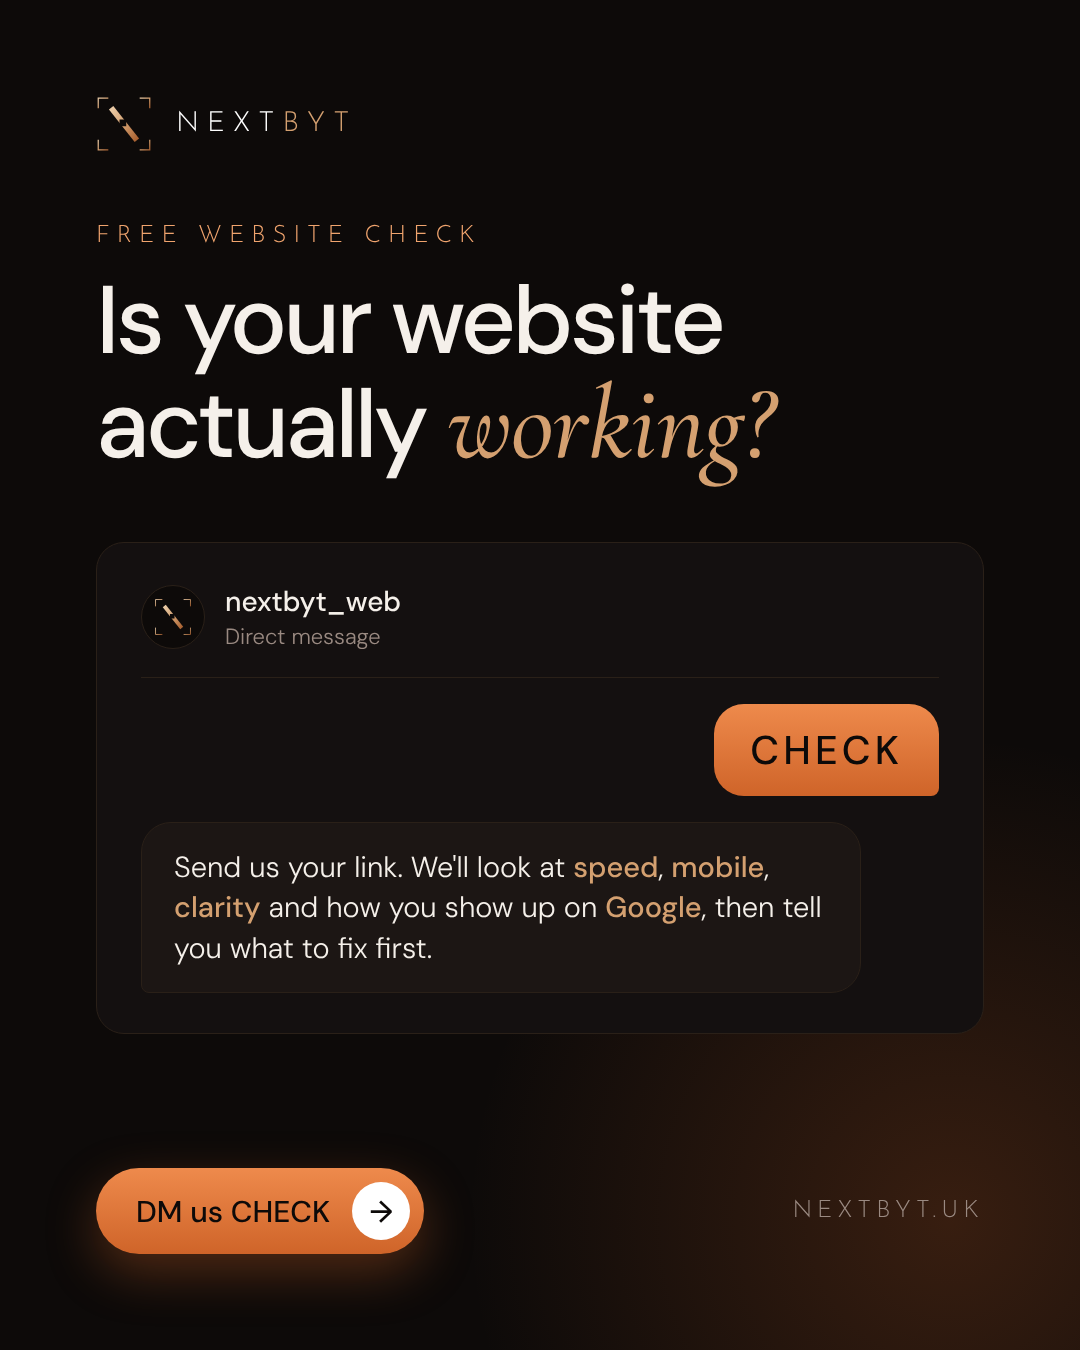 NEXTBYT
FREE WEBSITE CHECK
Is your website
actually working?
nextbyt_web
Direct message
CHECK
Send us your link. We'll look at speed, mobile,
clarity and how you show up on Google, then tell
you what to fix first.
DM us CHECK
NEXTBYT.UK